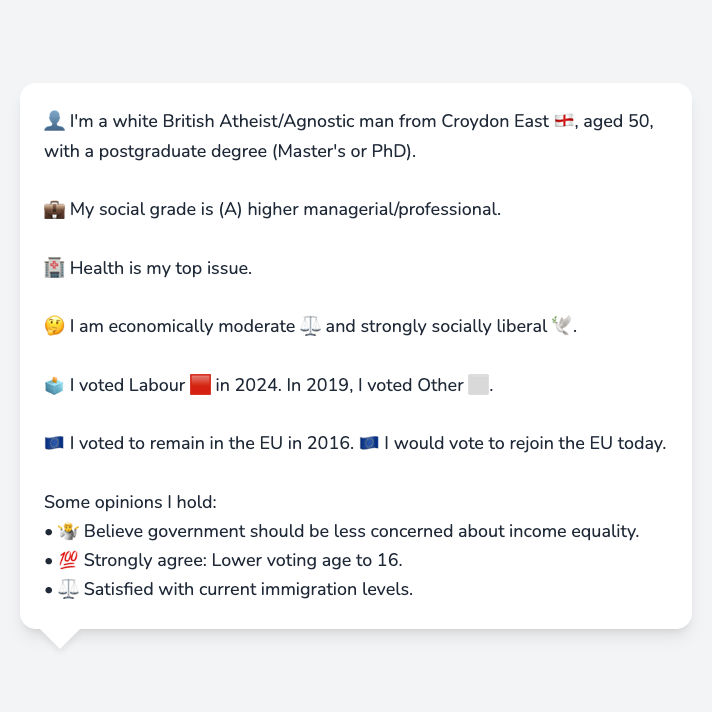 👤 I'm a white British Atheist/Agnostic man from Croydon East 🏴󠁧󠁢󠁥󠁮󠁧󠁿, aged 50,
with a postgraduate degree (Master's or PhD).
💼 My social grade is (A) higher managerial/professional.
🏥 Health is my top issue.
🤔 I am economically moderate ⚖️ and strongly socially liberal 🕊️.
🗳️ I voted Labour 🟥 in 2024. In 2019, I voted Other ⬜.
🇪🇺 I voted to remain in the EU in 2016. 🇪🇺 I would vote to rejoin the EU today.
Some opinions I hold:
• 🤷 Believe government should be less concerned about income equality.
• 💯 Strongly agree: Lower voting age to 16.
• ⚖️ Satisfied with current immigration levels.